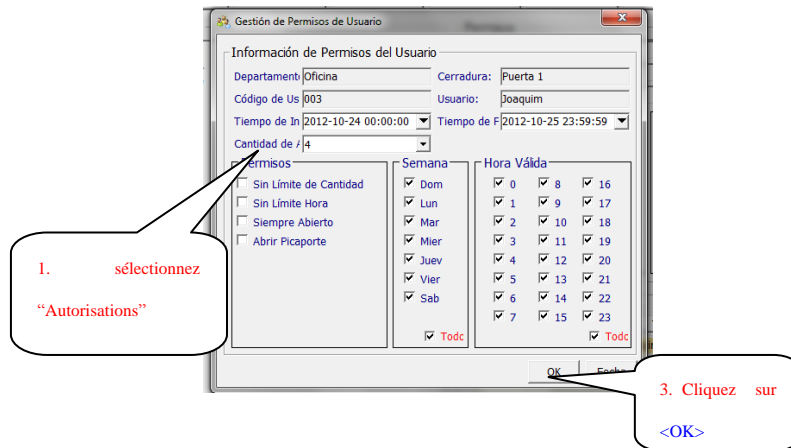 Gestión de Permisos de Usuario
Información de Permisos del Usuario
Departament Oficina Cerradura: Puerta 1
Código de Us 003 Usuario: Joaquim
Tiempo de In 2012-10-24 00:00:00 Tiempo de F 2012-10-25 23:59:59
Cantidad de A 4
Permisos Semana Hora Válida
Sin Límite de Cantidad Dom 0 8 16
Sin Límite Hora Lun 1 9 17
Siempre Abierto Mar 2 10 18
Abrir Picaporte Mier 3 11 19
Juev 4 12 20
Vier 5 13 21
Sab 6 14 22
7 15 23
Todo Todo
OK
1. sélectionnez
“Autorisations”
3. Cliquez sur
<OK>